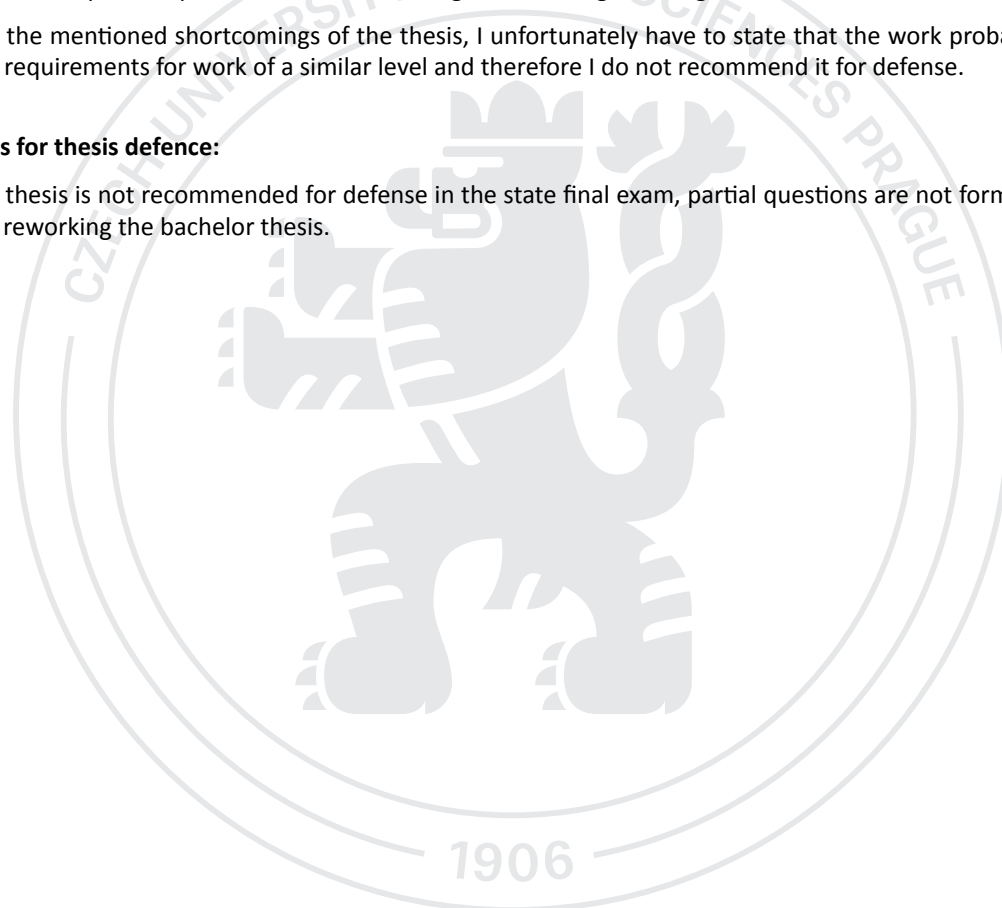 the mentioned shortcomings of the thesis, I unfortunately have to state that the work
requirements for work of a similar level and therefore I do not recommend it for defense.
for thesis defence:
thesis is not recommended for defense in the state final exam, partial questions are not
reworking the bachelor thesis.
PRAGUE
1906